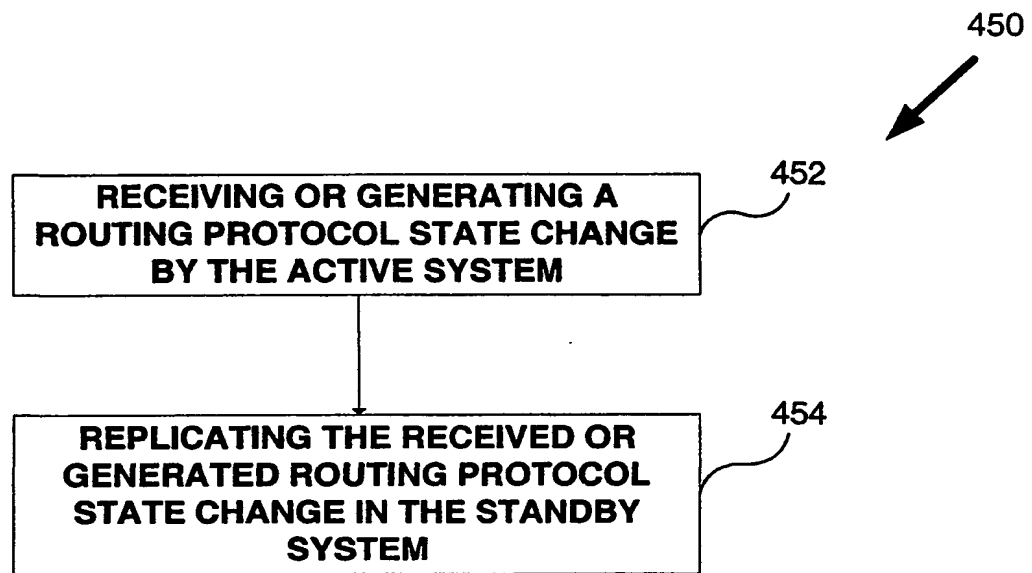 450
452
RECEIVING OR GENERATING A
ROUTING PROTOCOL STATE CHANGE
BY THE ACTIVE SYSTEM
454
REPLICATING THE RECEIVED OR
GENERATED ROUTING PROTOCOL
STATE CHANGE IN THE STANDBY
SYSTEM